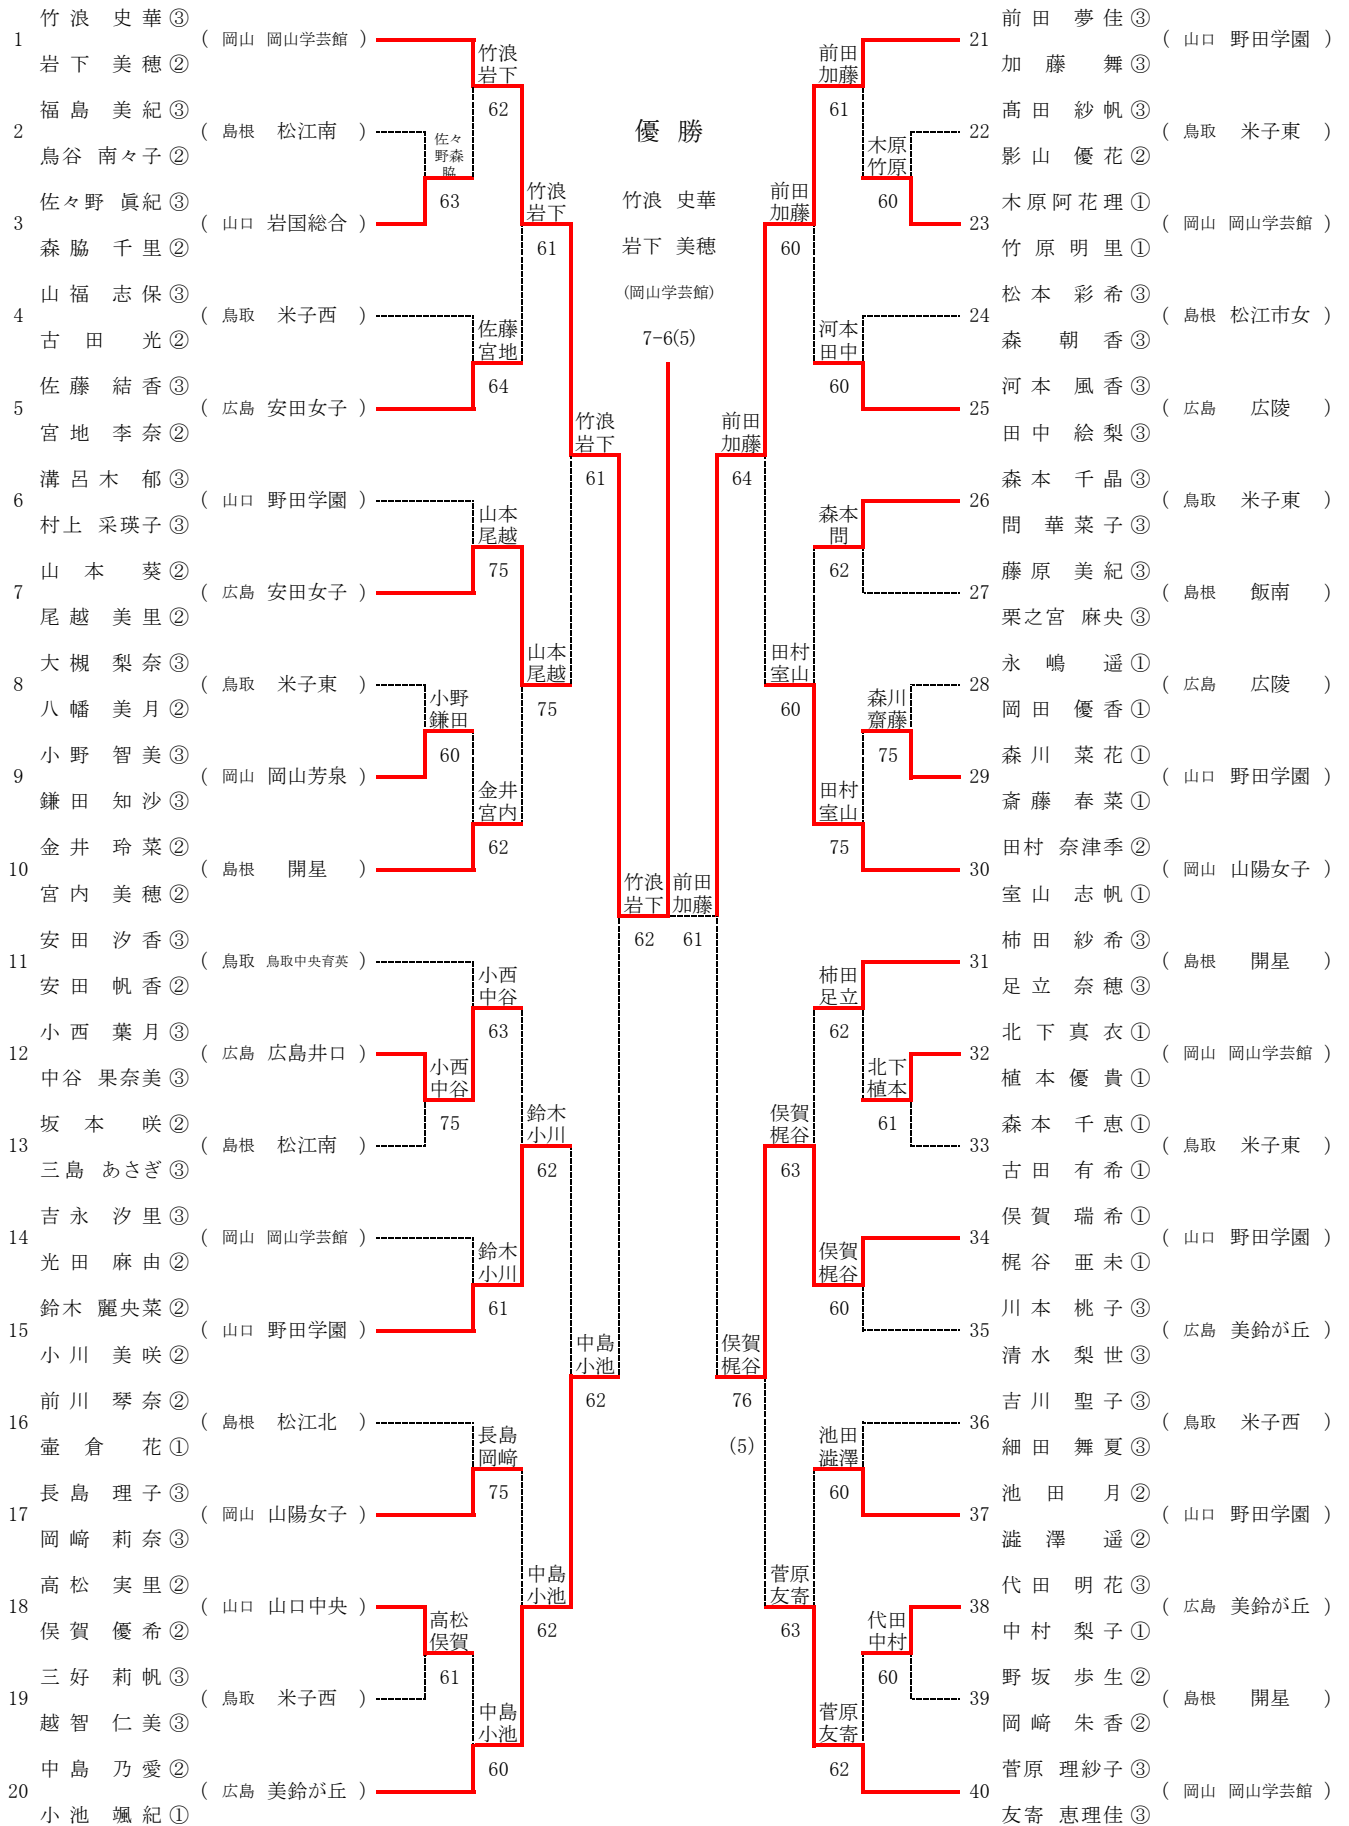 竹浪 史華③
1 (岡山 岡山学芸館)
岩下 美穂②
福島 美紀③
2 (島根 松江南)
鳥谷 南々子②
佐々野 眞紀③
3 (山口 岩国総合)
森脇 千里②
山福 志保③
4 (鳥取 米子西)
古田 光②
佐藤 結香③
5 (広島 安田女子)
宮地 李奈②
溝呂木 郁③
6 (山口 野田学園)
村上 采瑛子③
山本 葵②
7 (広島 安田女子)
尾越 美里②
大槻 梨奈③
8 (鳥取 米子東)
八幡 美月②
小野 智美③
9 (岡山 岡山芳泉)
鎌田 知沙③
金井 玲菜②
10 (島根 開星)
宮内 美穂②
安田 汐香③
11 (鳥取 鳥取中央育英)
安田 帆香②
小西 葉月③
12 (広島 広島井口)
中谷 果奈美③
坂本 咲②
13 (島根 松江南)
三島 あさぎ③
吉永 汐里③
14 (岡山 岡山学芸館)
光田 麻由②
鈴木 麗央菜②
15 (山口 野田学園)
小川 美咲②
前川 琴奈②
16 (島根 松江北)
壷倉 花①
長島 理子③
17 (岡山 山陽女子)
岡﨑 莉奈③
高松 実里②
18 (山口 山口中央)
俣賀 優希②
三好 莉帆③
19 (鳥取 米子西)
越智 仁美③
中島 乃愛②
20 (広島 美鈴が丘)
小池 颯紀①
佐々
野森
脇
63
小野
鎌田
60
小西
中谷
75
高松
俣賀
61
竹浪
岩下
62
佐藤
宮地
64
山本
尾越
75
金井
宮内
62
小西
中谷
63
鈴木
小川
61
長島
岡﨑
75
中島
小池
60
竹浪
岩下
61
山本
尾越
75
鈴木
小川
62
中島
小池
62
竹浪
岩下
61
中島
小池
62
竹浪
岩下
62
優勝
竹浪 史華
岩下 美穂
(岡山学芸館)
7-6(5)
前田
加藤
61
前田
加藤
64
俣賀
梶谷
76
(5)
前田
加藤
60
田村
室山
60
俣賀
梶谷
63
菅原
友寄
63
前田
加藤
61
河本
田中
60
森本
問
62
田村
室山
75
柿田
足立
62
俣賀
梶谷
60
池田
澁澤
60
菅原
友寄
62
木原
竹原
60
森川
齋藤
75
北下
植本
61
代田
中村
60
前田 夢佳③
21 (山口 野田学園)
加藤 舞③
髙田 紗帆③
22 (鳥取 米子東)
影山 優花②
木原阿花理①
23 (岡山 岡山学芸館)
竹原明里①
松本 彩希③
24 (島根 松江市女)
森 朝香③
河本 風香③
25 (広島 広陵)
田中 絵梨③
森本 千晶③
26 (鳥取 米子東)
問 華菜子③
藤原 美紀③
27 (島根 飯南)
栗之宮 麻央③
永嶋 遥①
28 (広島 広陵)
岡田 優香①
森川 菜花①
29 (山口 野田学園)
斎藤 春菜①
田村 奈津季②
30 (岡山 山陽女子)
室山 志帆①
柿田 紗希③
31 (島根 開星)
足立 奈穂③
北下真衣①
32 (岡山 岡山学芸館)
植本優貴①
森本 千恵①
33 (鳥取 米子東)
古田 有希①
俣賀 瑞希①
34 (山口 野田学園)
梶谷 亜未①
川本 桃子③
35 (広島 美鈴が丘)
清水 梨世③
吉川 聖子③
36 (鳥取 米子西)
細田 舞夏③
池田 月②
37 (山口 野田学園)
澁澤 遥②
代田 明花③
38 (広島 美鈴が丘)
中村 梨子①
野坂 歩生②
39 (島根 開星)
岡﨑 朱香②
菅原 理紗子③
40 (岡山 岡山学芸館)
友寄 恵理佳③